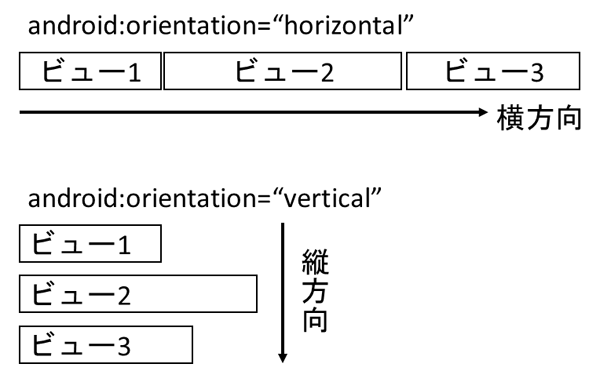 android:orientation=“horizontal”
ビュー1 ビュー2 ビュー3
横方向
android:orientation=“vertical”
ビュー1
ビュー2
ビュー3
縦方向